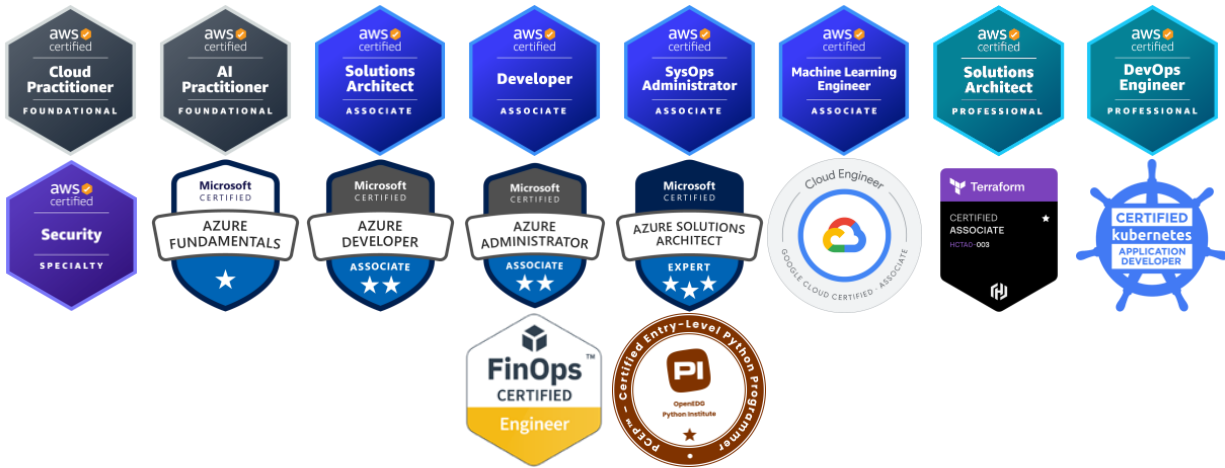 aws
certified
Cloud
Practitioner
FOUNDATIONAL
aws
certified
AI
Practitioner
FOUNDATIONAL
aws
certified
Solutions
Architect
ASSOCIATE
aws
certified
Developer
ASSOCIATE
aws
certified
SysOps
Administrator
ASSOCIATE
aws
certified
Machine Learning
Engineer
ASSOCIATE
aws
certified
Solutions
Architect
PROFESSIONAL
aws
certified
DevOps
Engineer
PROFESSIONAL
aws
certified
Security
SPECIALTY
Microsoft
CERTIFIED
AZURE
FUNDAMENTALS
Microsoft
CERTIFIED
AZURE
DEVELOPER
ASSOCIATE
Microsoft
CERTIFIED
AZURE
ADMINISTRATOR
ASSOCIATE
Microsoft
CERTIFIED
AZURE SOLUTIONS
ARCHITECT
EXPERT
Cloud Engineer
GOOGLE CLOUD CERTIFIED · ASSOCIATE
Terraform
CERTIFIED
ASSOCIATE
HCTA0-003
CERTIFIED
kubernetes
APPLICATION
DEVELOPER
FinOps™
CERTIFIED
Engineer
PCEP™ – Certified Entry-Level Python Programmer
PI
OpenEDG
Python Institute